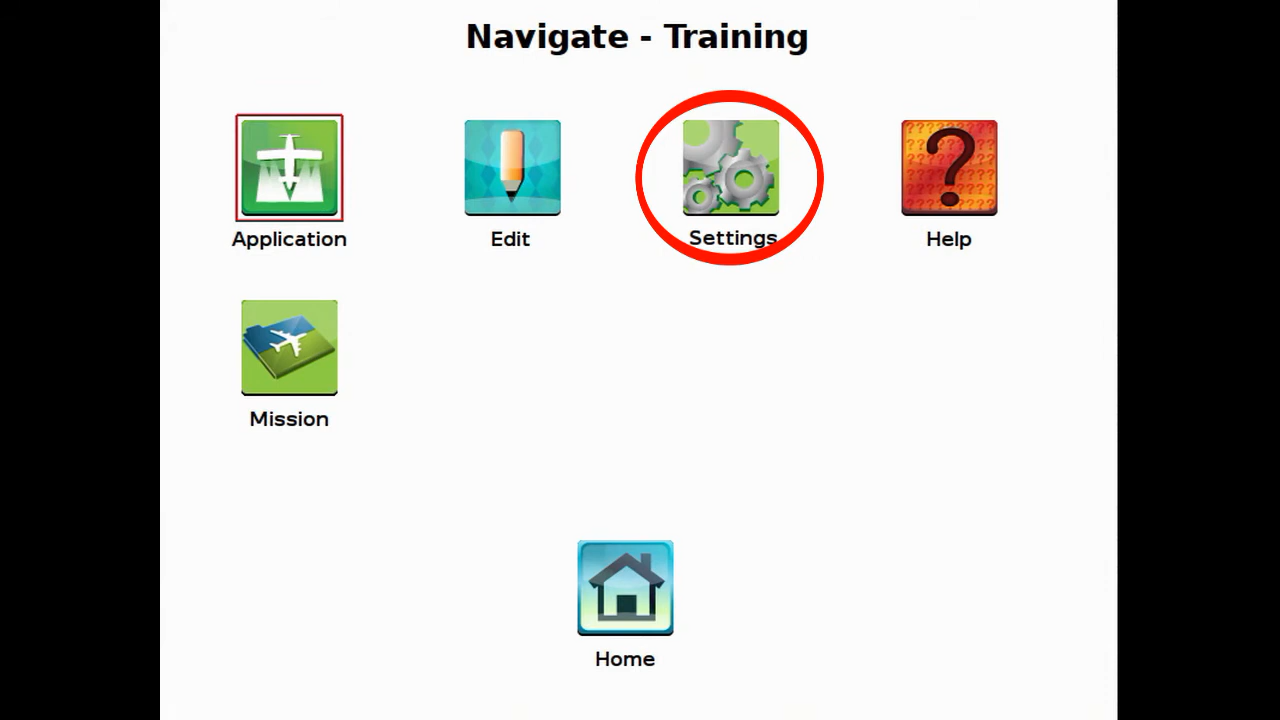 Navigate - Training
Application
Edit
Settings
Help
Mission
Home